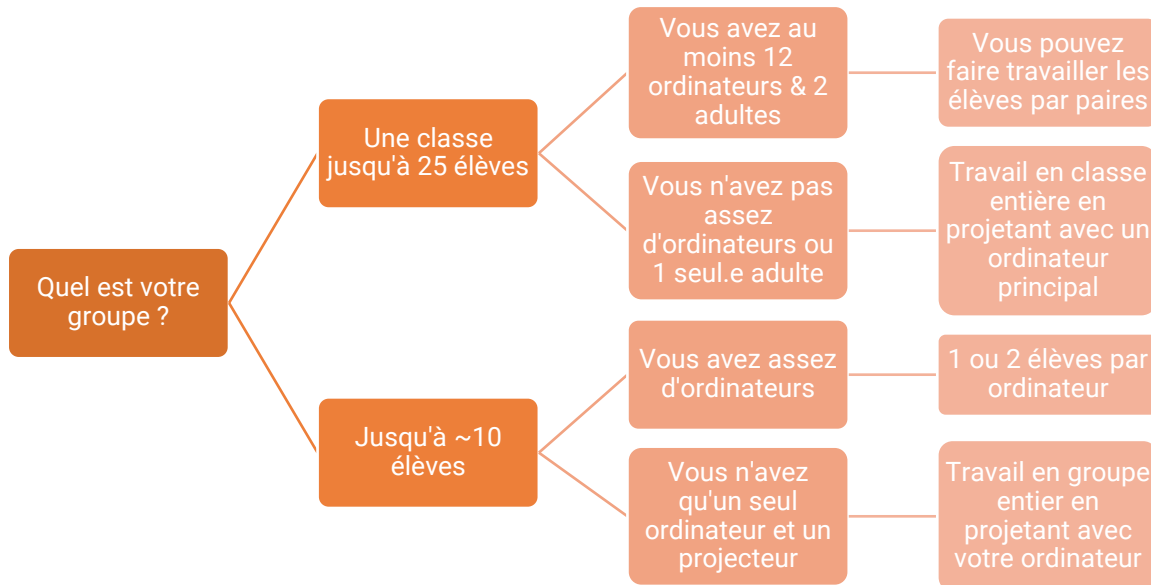 Quel est votre
groupe ?
Une classe
jusqu'à 25 élèves
Vous avez au
moins 12
ordinateurs & 2
adultes
Vous pouvez
faire travailler les
élèves par paires
Vous n'avez pas
assez
d'ordinateurs ou
1 seul.e adulte
Travail en classe
entière en
projetant avec un
ordinateur
principal
Jusqu'à ~10
élèves
Vous avez assez
d'ordinateurs
1 ou 2 élèves par
ordinateur
Vous n'avez
qu'un seul
ordinateur et un
projecteur
Travail en groupe
entier en
projetant avec
votre ordinateur